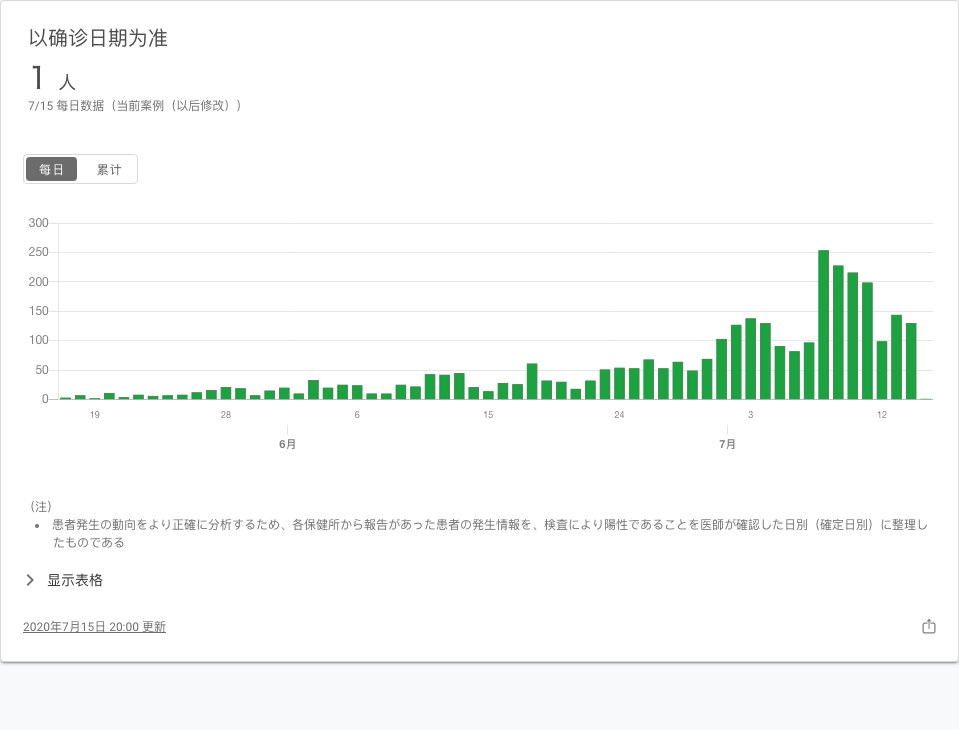 以确诊日期为准
1 人
7/15 每日数据（当前案例（以后修改））
每日 累计
300
250
200
150
100
50
0
19 28 6 15 24 3 12
6月 7月
（注）
• 患者発生の動向をより正確に分析するため、各保健所から報告があった患者の発生情報を、検査により陽性であることを医師が確認した日別（確定日別）に整理し
たものである
显示表格
2020年7月15日 20:00 更新